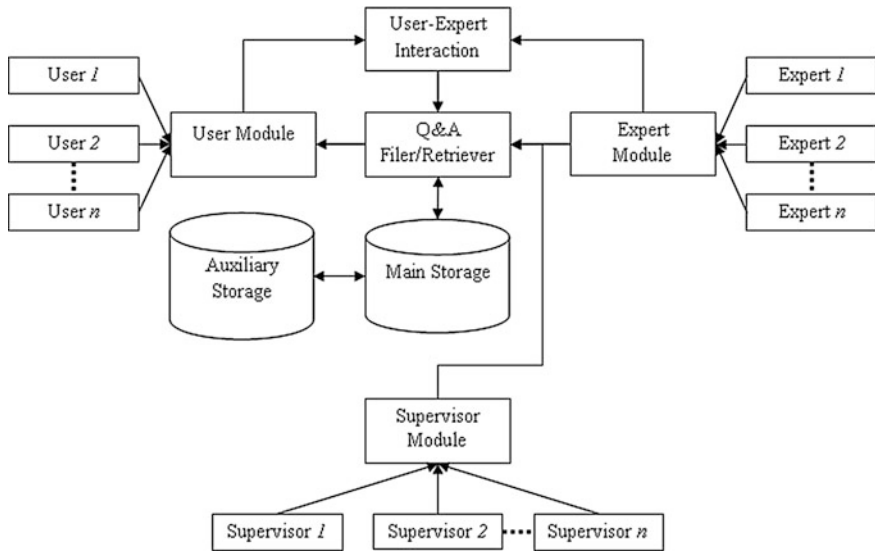 User-Expert
Interaction
User 1
User 2
User n
User Module
Q&A
Filer/Retriever
Expert
Module
Expert 1
Expert 2
Expert n
Auxiliary
Storage
Main Storage
Supervisor
Module
Supervisor 1
Supervisor 2
Supervisor n